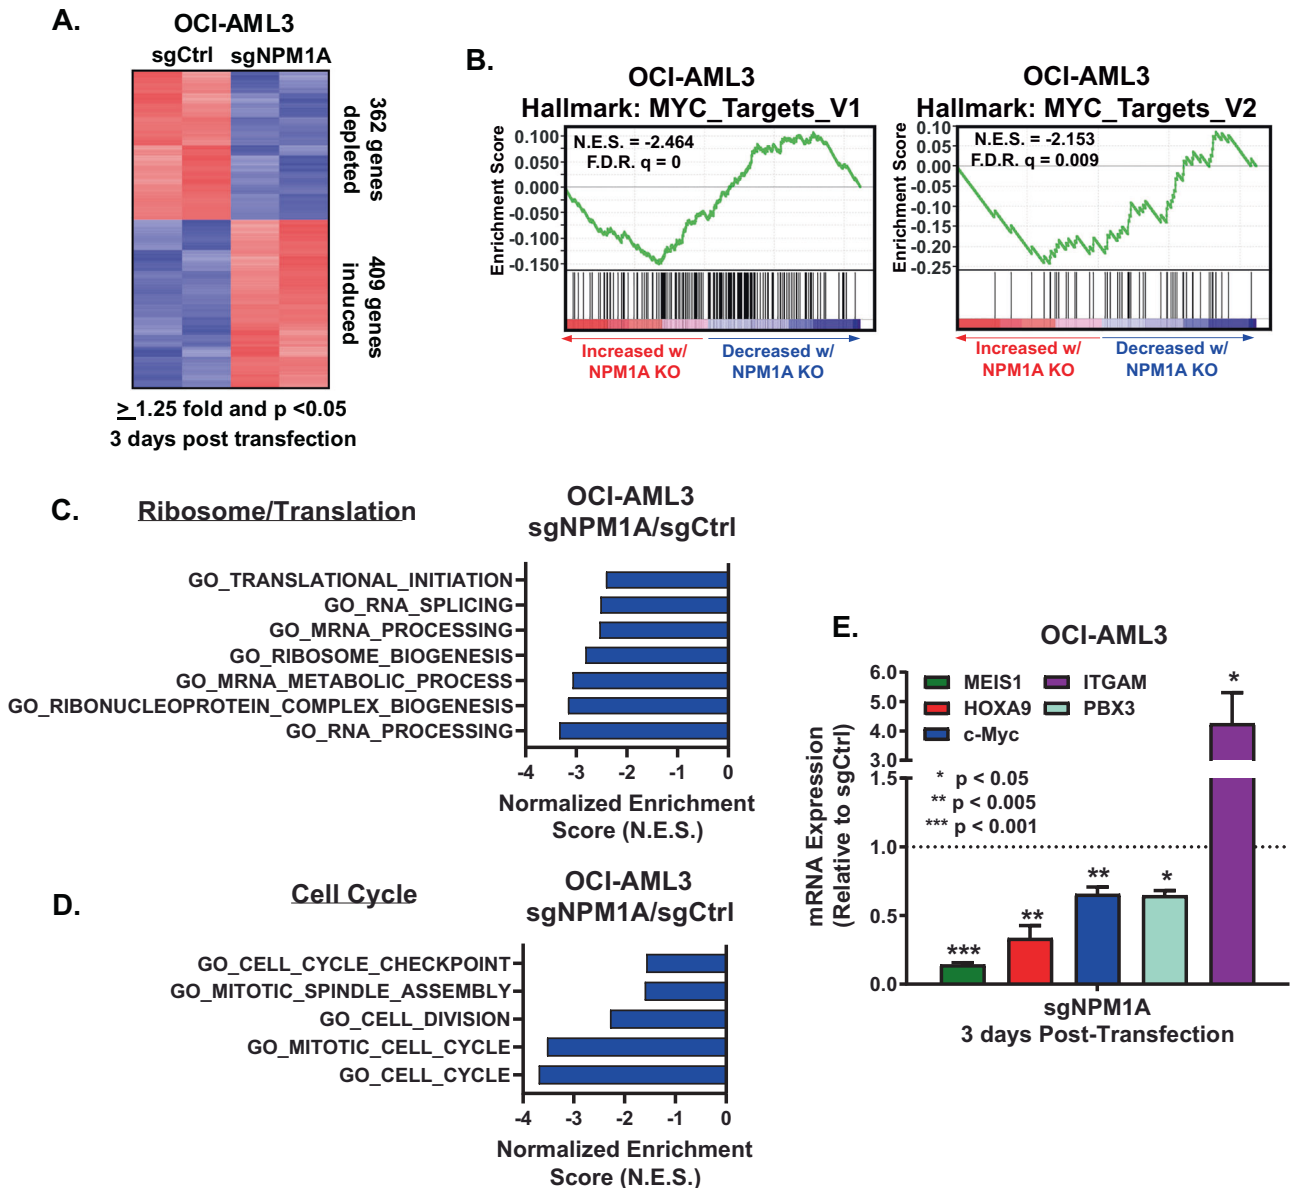 A.
OCI-AML3
sgCtrl sgNPM1A
362 genes
depleted
409 genes
induced
> 1.25 fold and p <0.05
3 days post transfection
B.
OCI-AML3
Hallmark: MYC_Targets_V1
N.E.S. = -2.464
F.D.R. q = 0
Enrichment Score
0.100
0.050
0.000
-0.050
-0.100
-0.150
Increased w/
NPM1A KO
Decreased w/
NPM1A KO
OCI-AML3
Hallmark: MYC_Targets_V2
N.E.S. = -2.153
F.D.R. q = 0.009
Enrichment Score
0.10
0.05
0.00
-0.05
-0.10
-0.15
-0.20
-0.25
Increased w/
NPM1A KO
Decreased w/
NPM1A KO
C.
Ribosome/Translation
OCI-AML3
sgNPM1A/sgCtrl
GO_TRANSLATIONAL_INITIATION
GO_RNA_SPLICING
GO_MRNA_PROCESSING
GO_RIBOSOME_BIOGENESIS
GO_MRNA_METABOLIC_PROCESS
GO_RIBONUCLEOPROTEIN_COMPLEX_BIOGENESIS
GO_RNA_PROCESSING
-4 -3 -2 -1 0
Normalized Enrichment
Score (N.E.S.)
D.
Cell Cycle
OCI-AML3
sgNPM1A/sgCtrl
GO_CELL_CYCLE_CHECKPOINT
GO_MITOTIC_SPINDLE_ASSEMBLY
GO_CELL_DIVISION
GO_MITOTIC_CELL_CYCLE
GO_CELL_CYCLE
-4 -3 -2 -1 0
Normalized Enrichment
Score (N.E.S.)
E.
OCI-AML3
mRNA Expression
(Relative to sgCtrl)
6.0
5.0
4.0
3.0
1.5
1.0
0.5
0.0
MEIS1
HOXA9
c-Myc
ITGAM
PBX3
* p < 0.05
** p < 0.005
*** p < 0.001
***
**
**
*
*
sgNPM1A
3 days Post-Transfection